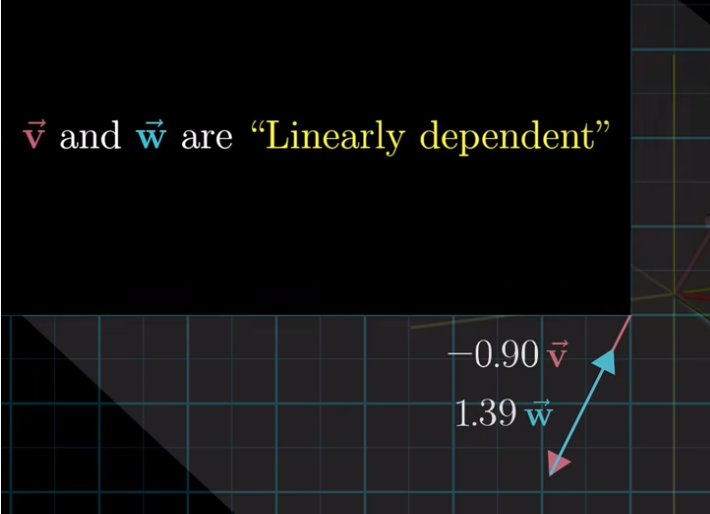 v⃗ and w⃗ are “Linearly dependent”
−0.90 v⃗
1.39 w⃗